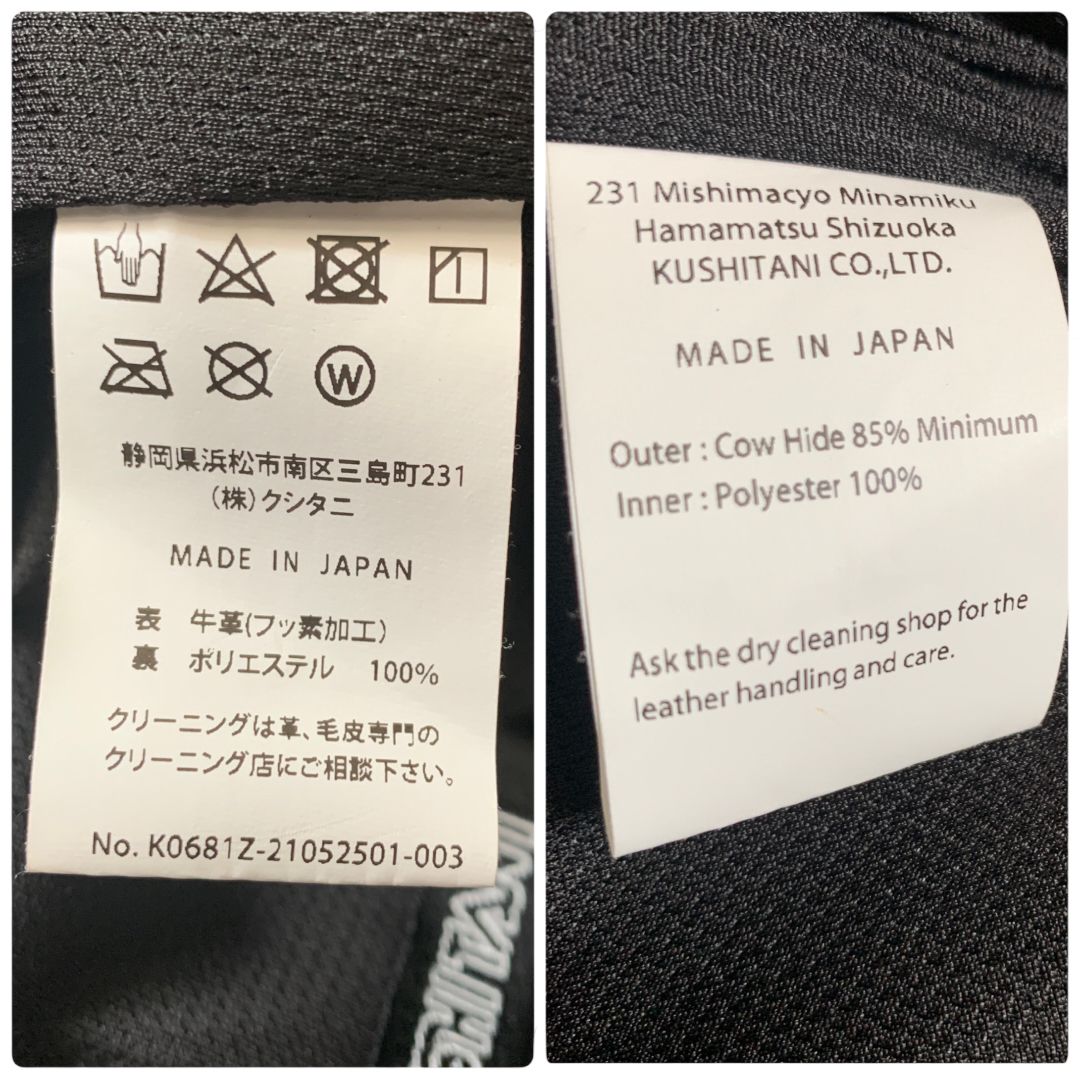 W
静岡県浜松市南区三島町231
(株)クシタニ
MADE IN JAPAN
表 牛革(フッ素加工)
裏 ポリエステル 100%
クリーニングは革、毛皮専門の
クリーニング店にご相談下さい。
No. K0681Z-21052501-003
231 Mishimacyo Minamiku
Hamamatsu Shizuoka
KUSHITANI CO.,LTD.
MADE IN JAPAN
Outer : Cow Hide 85% Minimum
Inner : Polyester 100%
Ask the dry cleaning shop for the
leather handling and care.